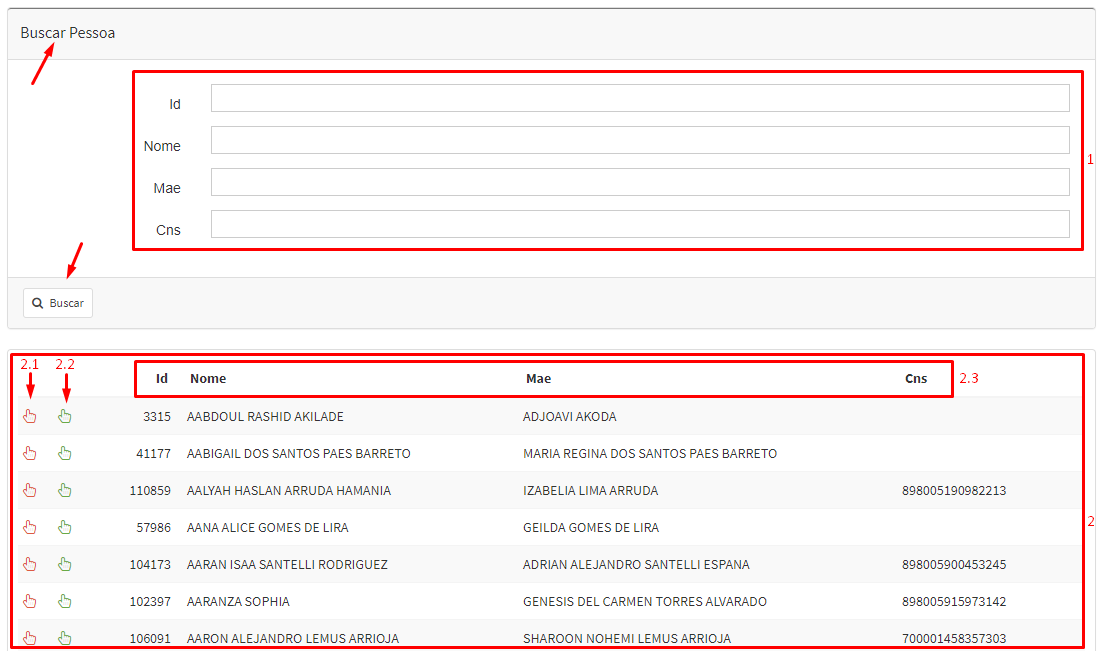 Buscar Pessoa
Id
Nome
1
Mae
Cns
Buscar
2.1 2.2
Id Nome Mae Cns 2.3
3315 AABDOUL RASHID AKILADE ADJOAVI AKODA
41177 AABIGAIL DOS SANTOS PAES BARRETO MARIA REGINA DOS SANTOS PAES BARRETO
110859 AALYAH HASLAN ARRUDA HAMANIA IZABELIA LIMA ARRUDA 898005190982213
2
57986 AANA ALICE GOMES DE LIRA GEILDA GOMES DE LIRA
104173 AARAN ISAA SANTELLI RODRIGUEZ ADRIAN ALEJANDRO SANTELLI ESPANA 898005900453245
102397 AARANZA SOPHIA GENESIS DEL CARMEN TORRES ALVARADO 898005915973142
106091 AARON ALEJANDRO LEMUS ARRIOJA SHAROON NOHEMI LEMUS ARRIOJA 700001458357303